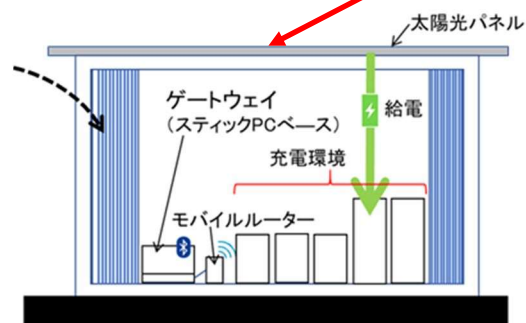 太陽光パネル
ゲートウェイ
（スティックPCベース）
給電
充電環境
モバイルルーター